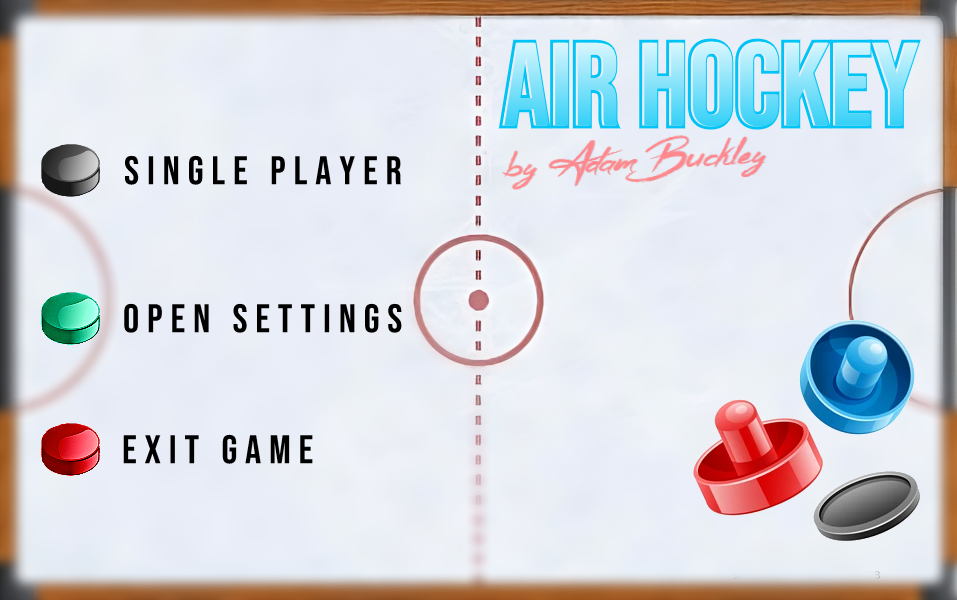 AIR HOCKEY
by Adam Buckley
SINGLE PLAYER
OPEN SETTINGS
EXIT GAME
3